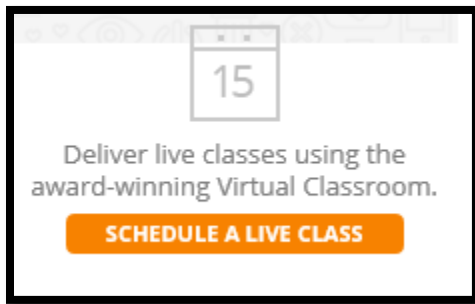 15
Deliver live classes using the
award-winning Virtual Classroom.
SCHEDULE A LIVE CLASS